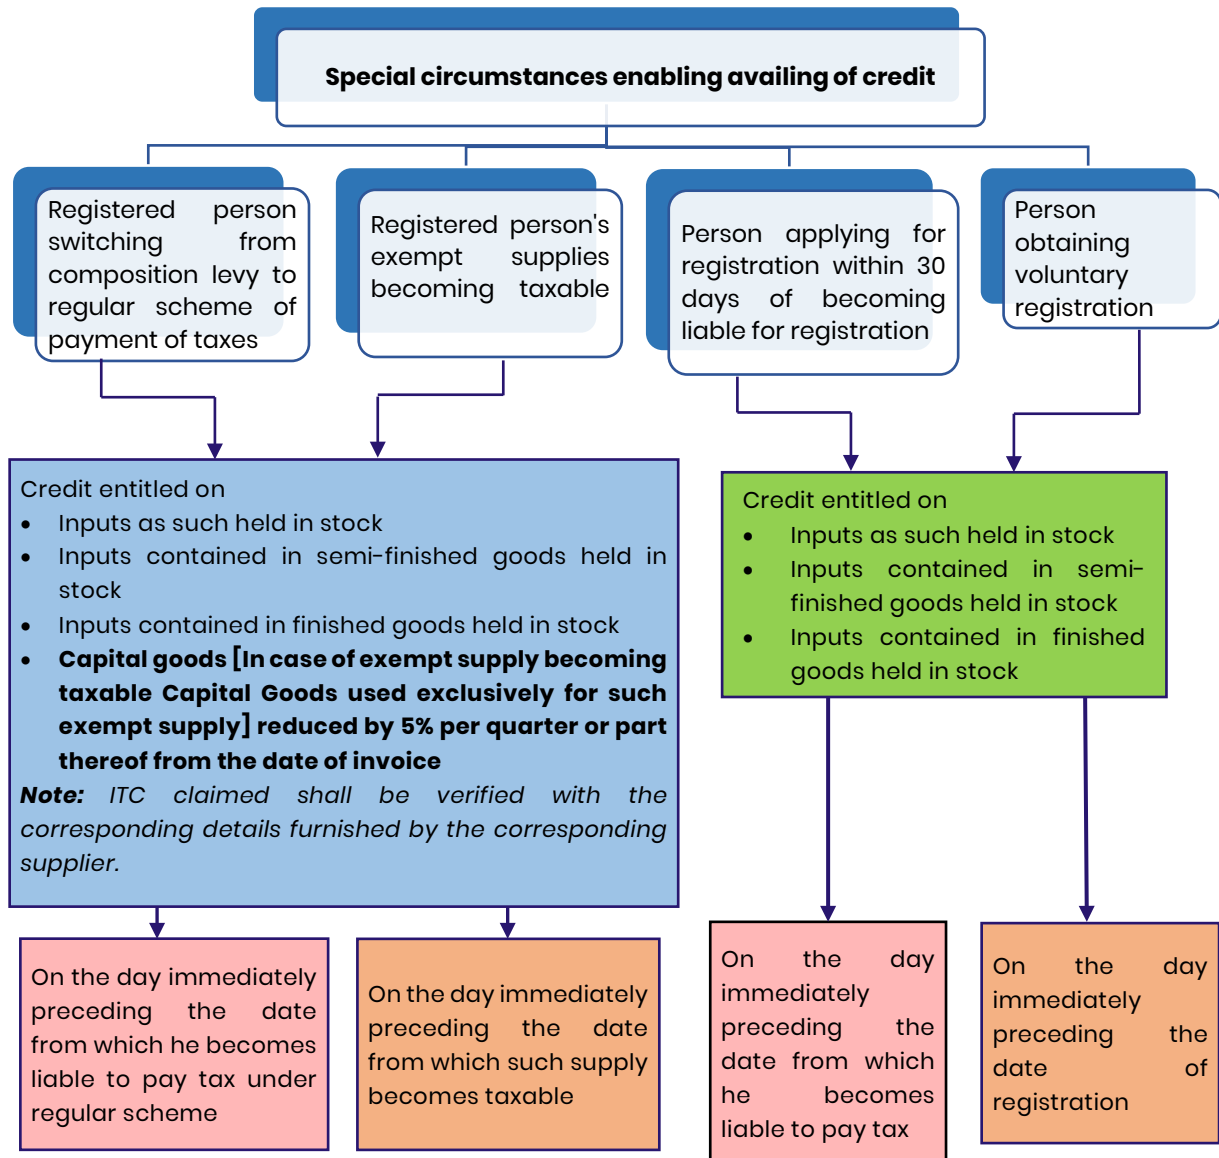 Special circumstances enabling availing of credit
Registered person
switching from
composition levy to
regular scheme of
payment of taxes
Registered person's
exempt supplies
becoming taxable
Person applying for
registration within 30
days of becoming
liable for registration
Person
obtaining
voluntary
registration
Credit entitled on
• Inputs as such held in stock
• Inputs contained in semi-finished goods held in
stock
• Inputs contained in finished goods held in stock
• Capital goods [In case of exempt supply becoming
taxable Capital Goods used exclusively for such
exempt supply] reduced by 5% per quarter or part
thereof from the date of invoice
Note: ITC claimed shall be verified with the
corresponding details furnished by the corresponding
supplier.
Credit entitled on
• Inputs as such held in stock
• Inputs contained in semi-
finished goods held in stock
• Inputs contained in finished
goods held in stock
On the day immediately
preceding the date
from which he becomes
liable to pay tax under
regular scheme
On the day immediately
preceding the date
from which such supply
becomes taxable
On the day
immediately
preceding the
date from which
he becomes
liable to pay tax
On the day
immediately
preceding the
date of
registration